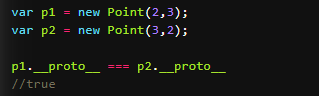 var p1 = new Point(2,3);
var p2 = new Point(3,2);
p1.__proto__ === p2.__proto__
//true